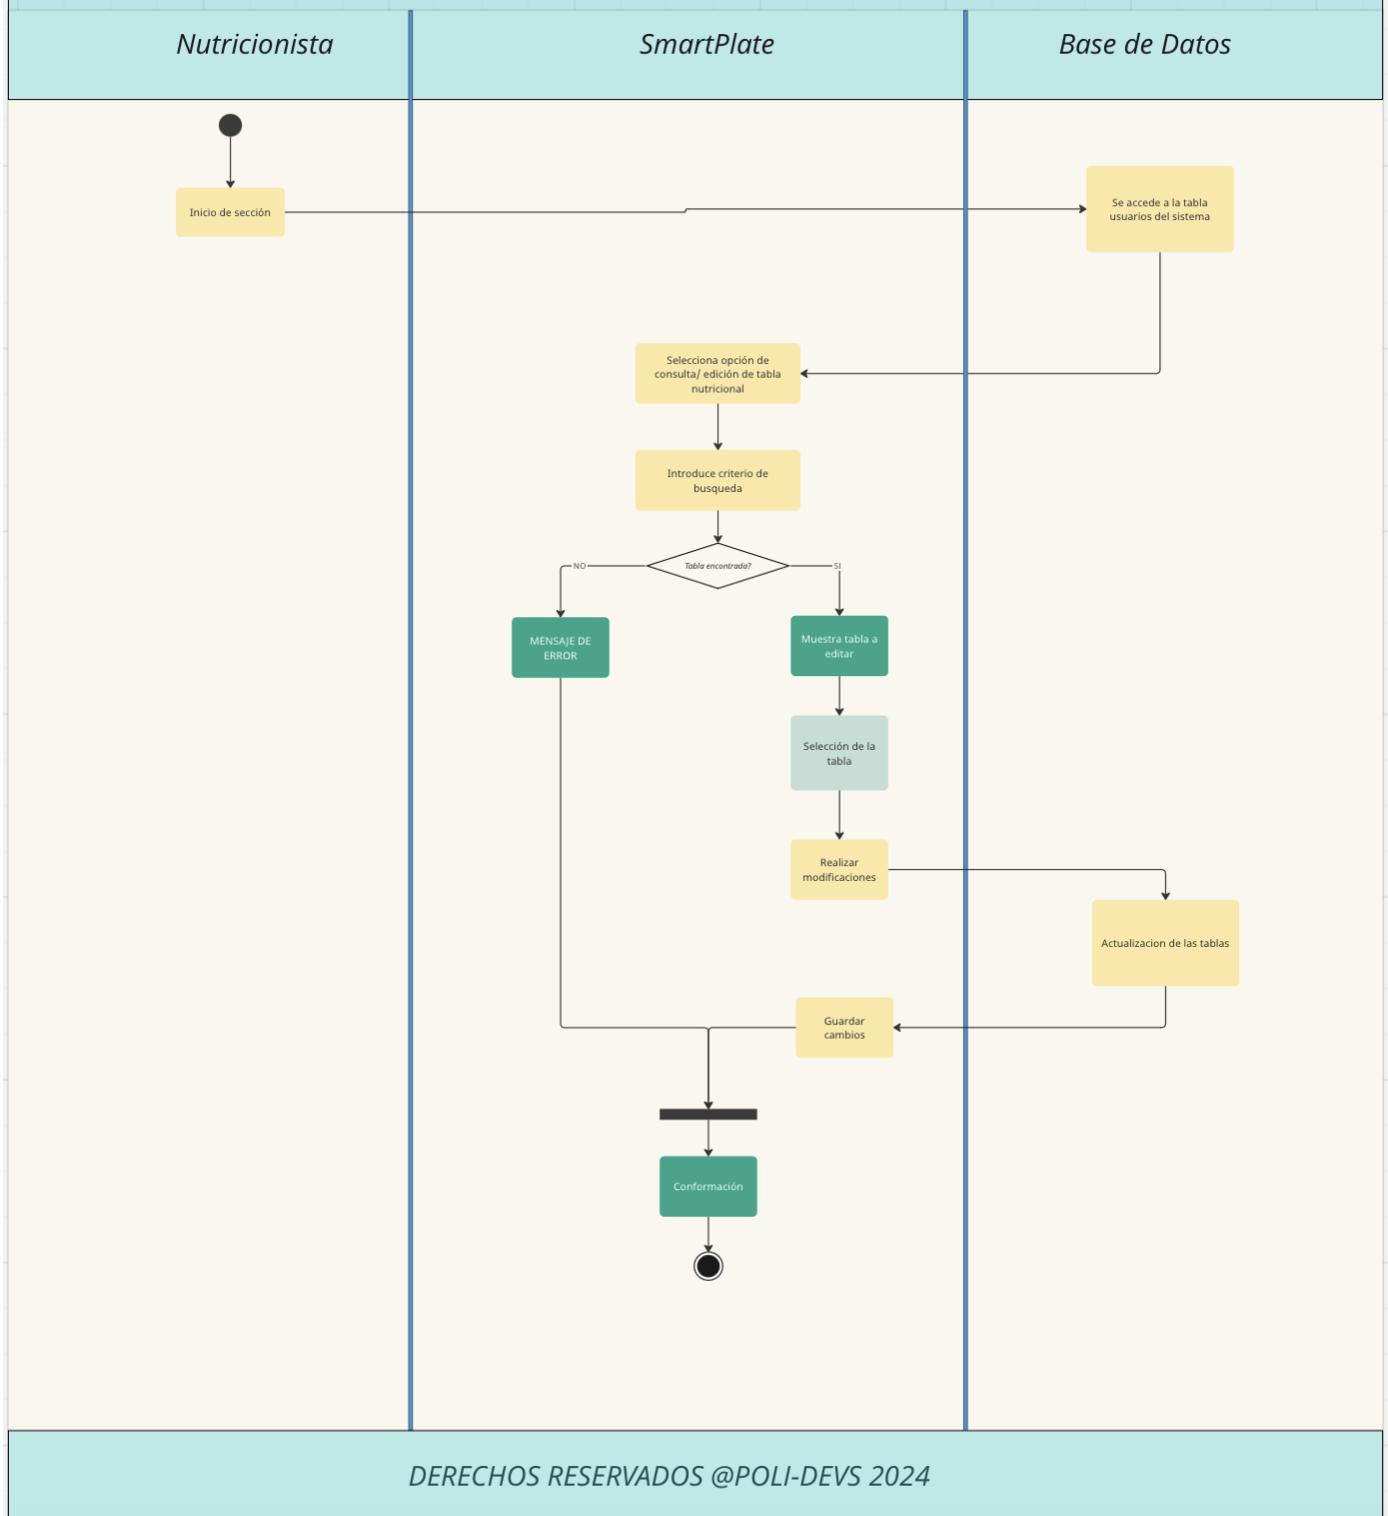 Nutricionista
SmartPlate
Base de Datos
Inicio de sección
Se accede a la tabla
usuarios del sistema
Selecciona opción de
consulta/ edición de tabla
nutricional
Introduce criterio de
busqueda
Tabla encontrada?
NO
SI
MENSAJE DE
ERROR
Muestra tabla a
editar
Selección de la
tabla
Realizar
modificaciones
Actualizacion de las tablas
Guardar
cambios
Conformación
DERECHOS RESERVADOS @POLI-DEVS 2024